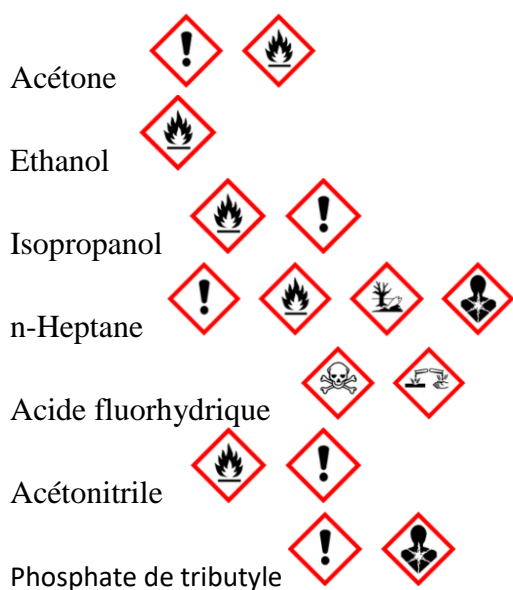 Acétone
Ethanol
Isopropanol
n-Heptane
Acide fluorhydrique
Acétonitrile
Phosphate de tributyle